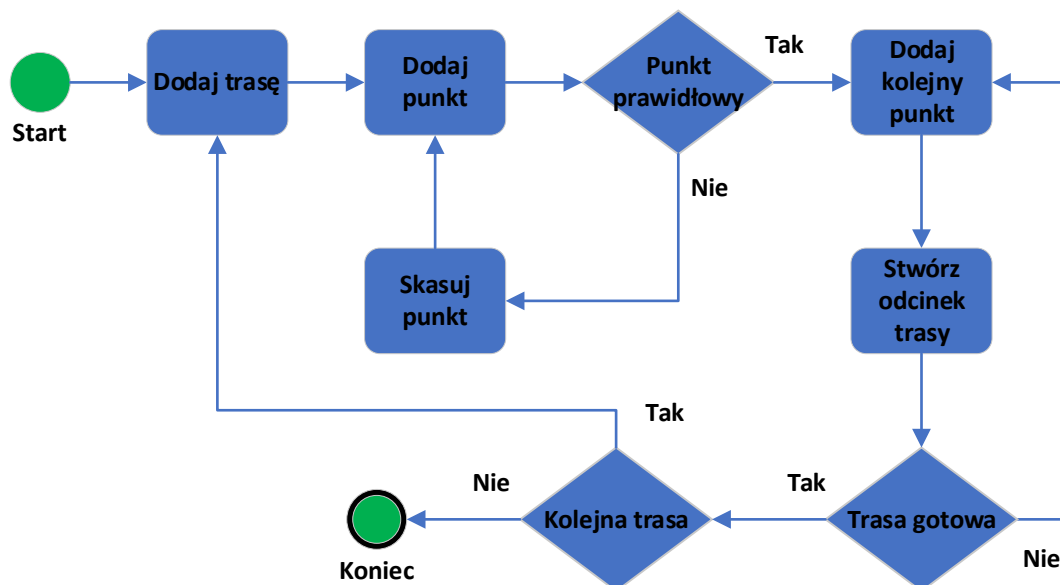 Start
Dodaj trasę
Dodaj
punkt
Punkt
prawidłowy
Tak
Dodaj
kolejny
punkt
Nie
Skasuj
punkt
Stwórz
odcinek
trasy
Tak
Nie
Kolejna trasa
Tak
Trasa gotowa
Nie
Koniec